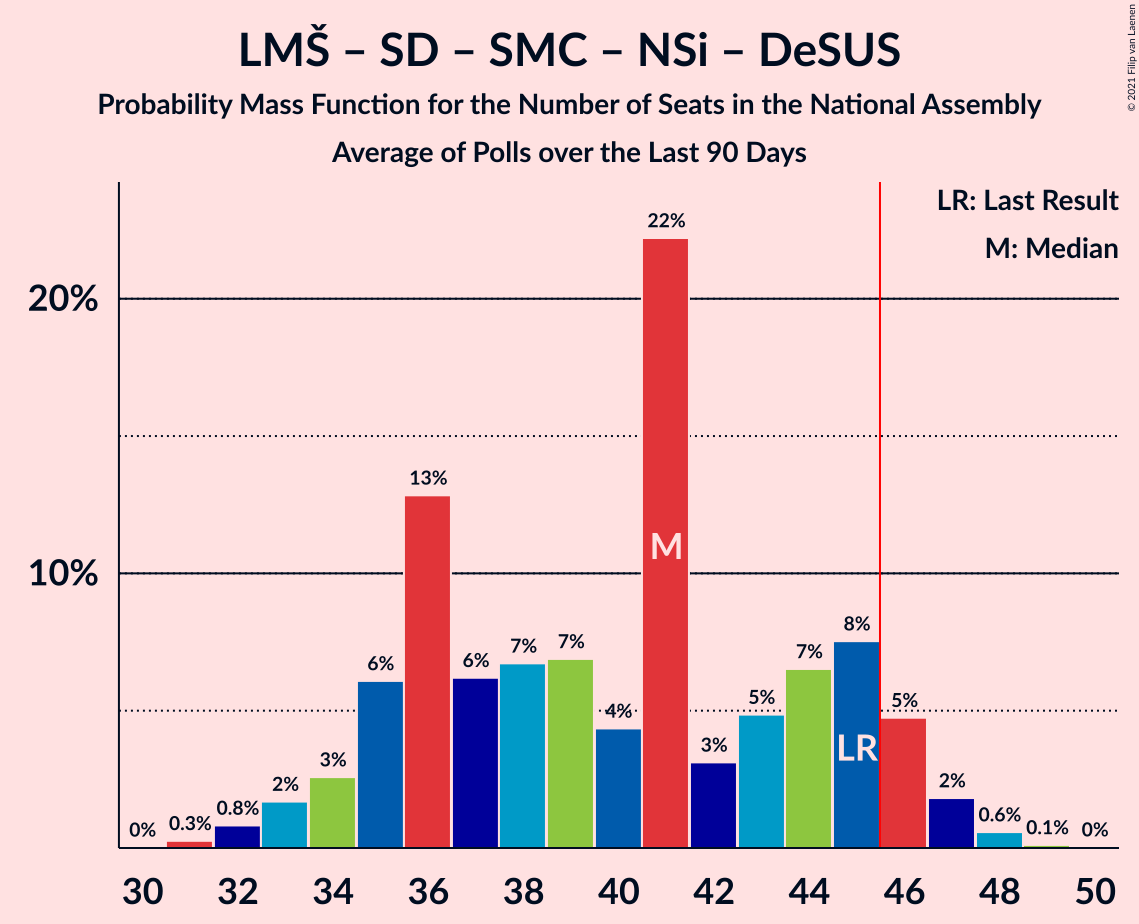 LMŠ – SD – SMC – NSi – DeSUS
Probability Mass Function for the Number of Seats in the National Assembly
Average of Polls over the Last 90 Days
© 2021 Filip van Laenen
LR: Last Result
M: Median
20%
10%
0%
0.3%
0.8%
2%
3%
6%
13%
6%
7%
7%
4%
22%
3%
5%
7%
8%
5%
2%
0.6%
0.1%
0%
M
LR
30 32 34 36 38 40 42 44 46 48 50